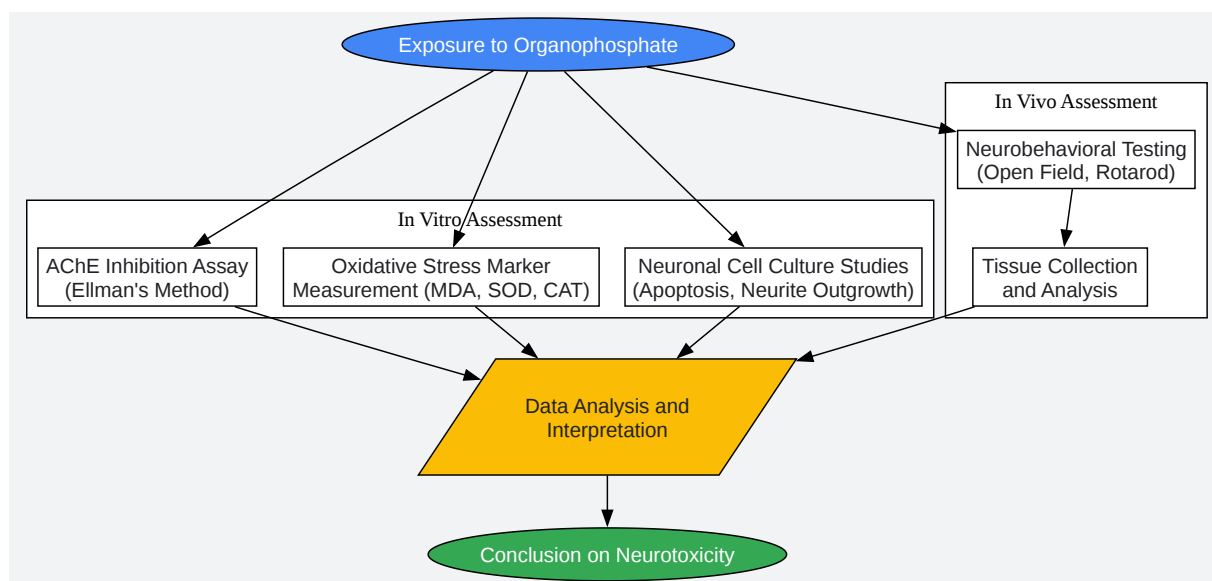 Exposure to Organophosphate
In Vivo Assessment
Neurobehavioral Testing
(Open Field, Rotarod)
In Vitro Assessment
AChE Inhibition Assay
(Ellman's Method)
Oxidative Stress Marker
Measurement (MDA, SOD, CAT)
Neuronal Cell Culture Studies
(Apoptosis, Neurite Outgrowth)
Tissue Collection
and Analysis
Data Analysis and
Interpretation
Conclusion on Neurotoxicity